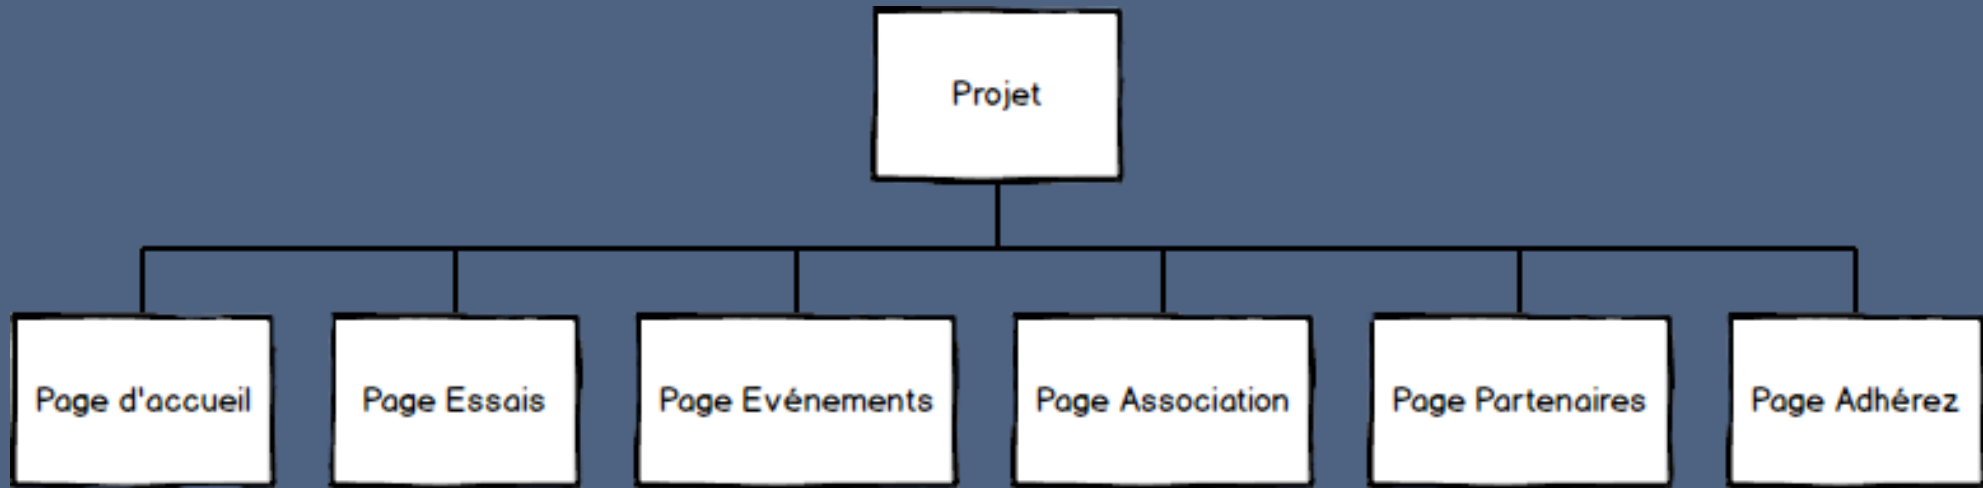 Projet
Page d'accueil
Page Essais
Page Evénements
Page Association
Page Partenaires
Page Adhérez